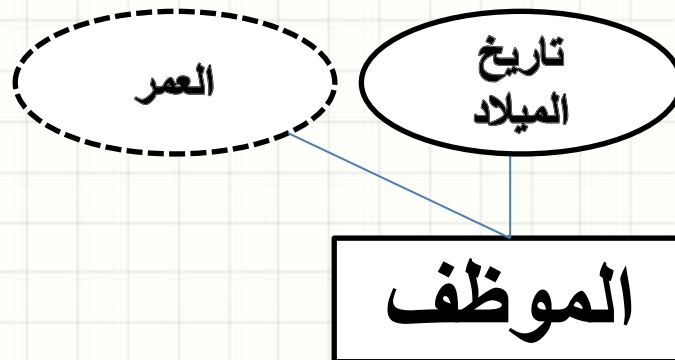 تاريخ
الميلاد
العمر
الموظف